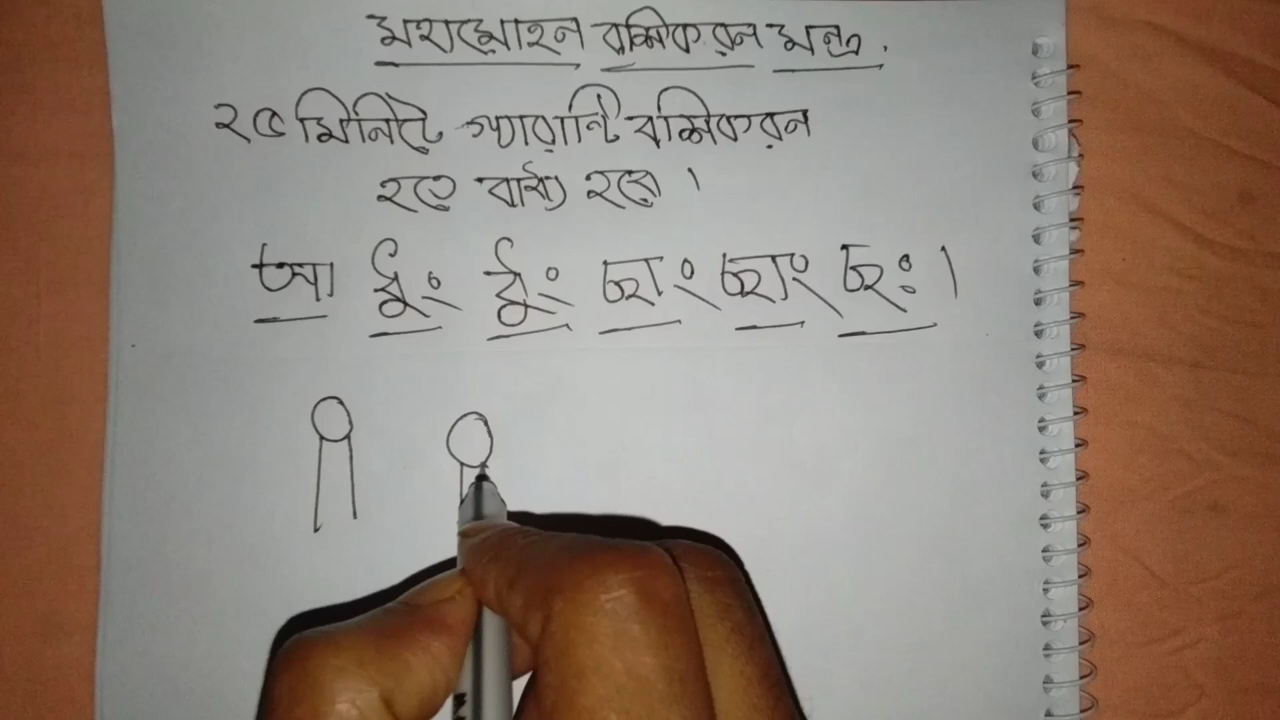 মহামোহন বশিকরন মন্ত্র.
২৫ মিনিটে গ্যারান্টি বশিকরন
হতে বাধ্য হবে।
আ ধুং ঠুং হ্রাং হ্রাং হঃ।